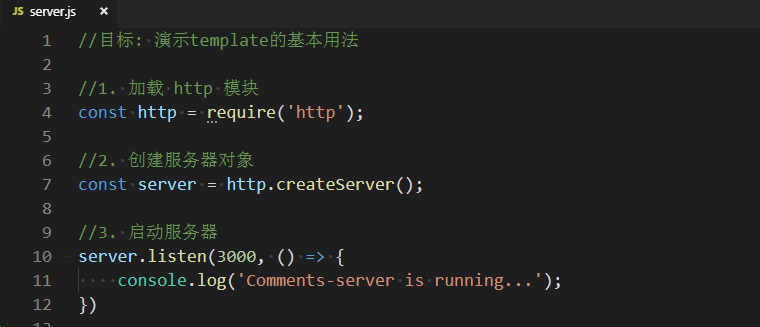 JS server.js ×
1 //目标: 演示template的基本用法
2
3 //1. 加载 http 模块
4 const http = require('http');
5
6 //2. 创建服务器对象
7 const server = http.createServer();
8
9 //3. 启动服务器
10 server.listen(3000, () => {
11     console.log('Comments-server is running...');
12 })
13